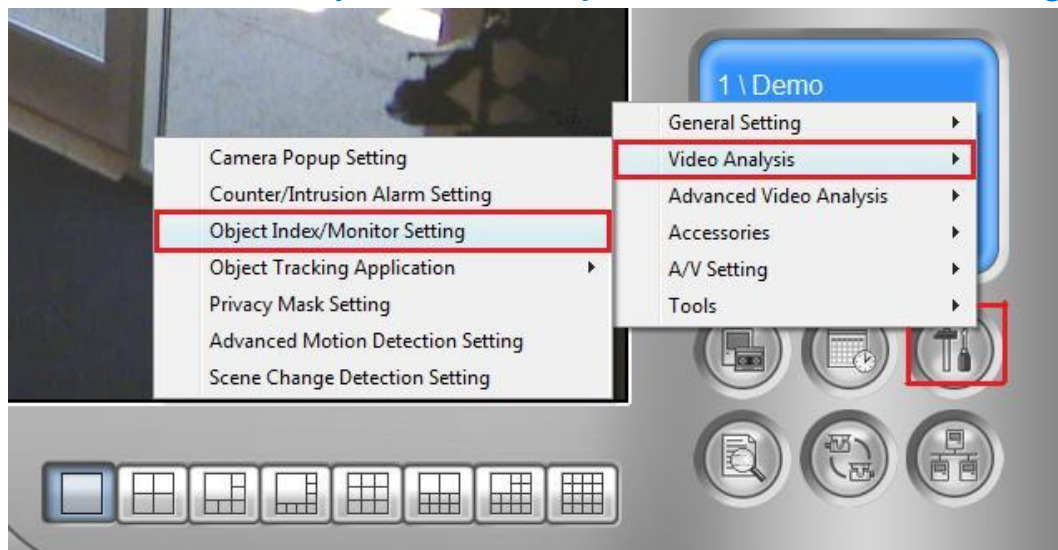 1 \ Demo
General Setting
Video Analysis
Advanced Video Analysis
Accessories
A/V Setting
Tools
Camera Popup Setting
Counter/Intrusion Alarm Setting
Object Index/Monitor Setting
Object Tracking Application
Privacy Mask Setting
Advanced Motion Detection Setting
Scene Change Detection Setting